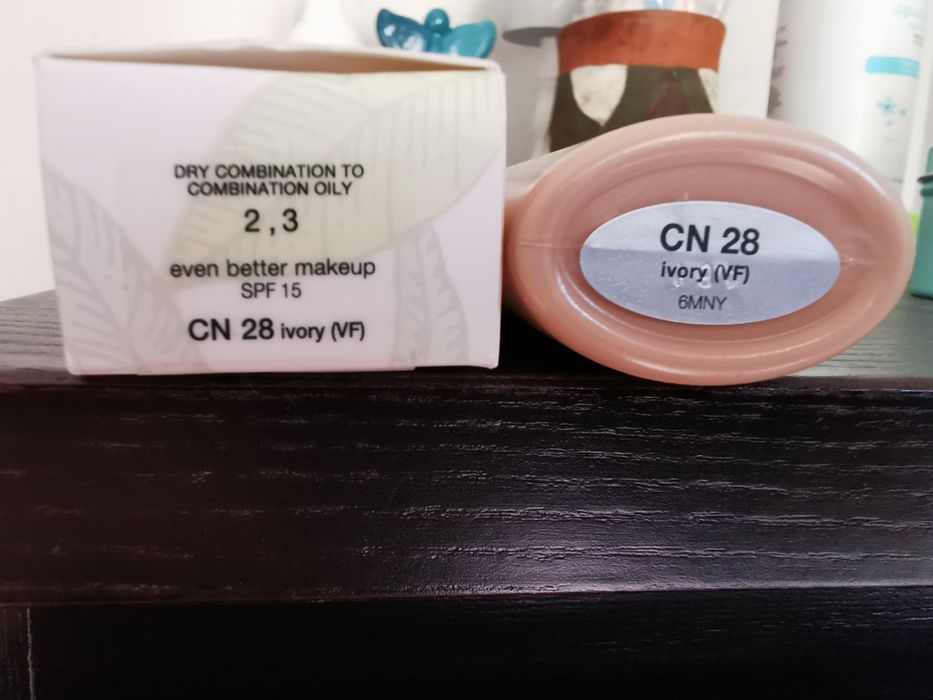 DRY COMBINATION TO
COMBINATION OILY
2 , 3
even better makeup
SPF 15
CN 28 ivory (VF)
CN 28
ivory (VF)
6MNY